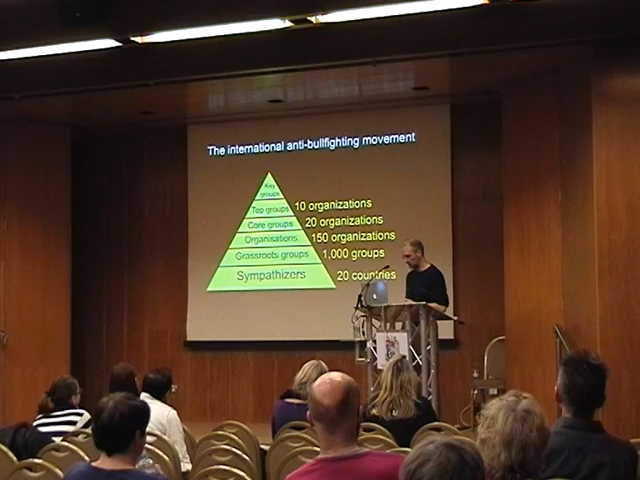 The international anti-bullfighting movement
Key
groups
Top groups 10 organizations
Core groups 20 organizations
Organisations 150 organizations
Grassroots groups 1,000 groups
Sympathizers 20 countries